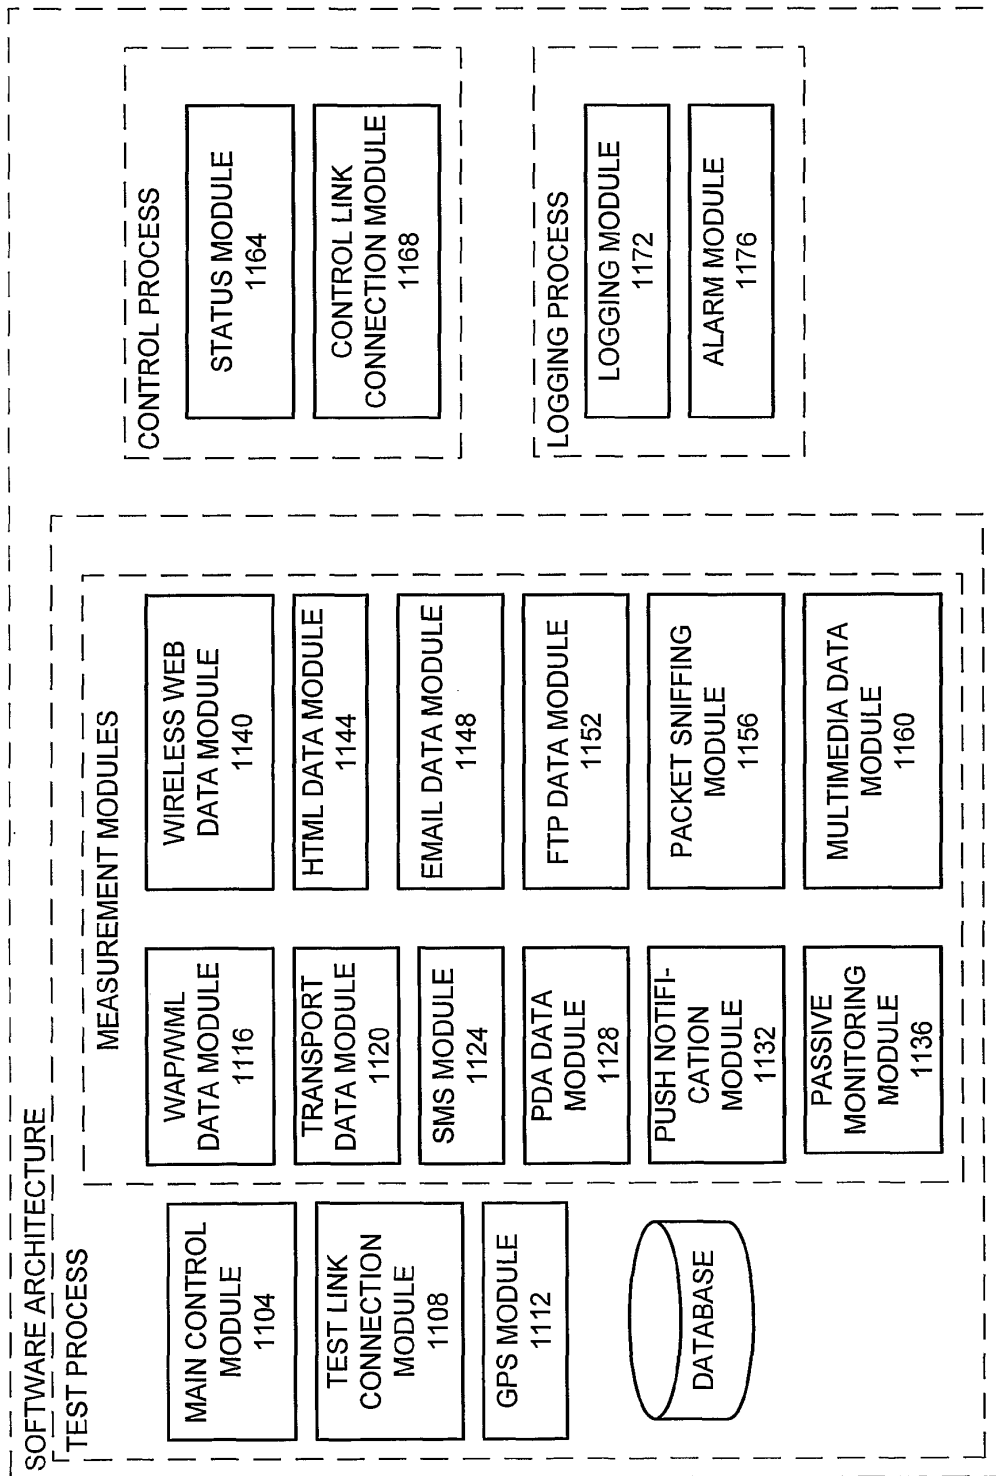 SOFTWARE ARCHITECTURE
TEST PROCESS
MAIN CONTROL
MODULE
1104
TEST LINK
CONNECTION
MODULE
1108
GPS MODULE
1112
DATABASE
MEASUREMENT MODULES
WAP/WML
DATA MODULE
1116
TRANSPORT
DATA MODULE
1120
SMS MODULE
1124
PDA DATA
MODULE
1128
PUSH NOTIFI-
CATION
MODULE
1132
PASSIVE
MONITORING
MODULE
1136
WIRELESS WEB
DATA MODULE
1140
HTML DATA MODULE
1144
EMAIL DATA MODULE
1148
FTP DATA MODULE
1152
PACKET SNIFFING
MODULE
1156
MULTIMEDIA DATA
MODULE
1160
CONTROL PROCESS
STATUS MODULE
1164
CONTROL LINK
CONNECTION MODULE
1168
LOGGING PROCESS
LOGGING MODULE
1172
ALARM MODULE
1176